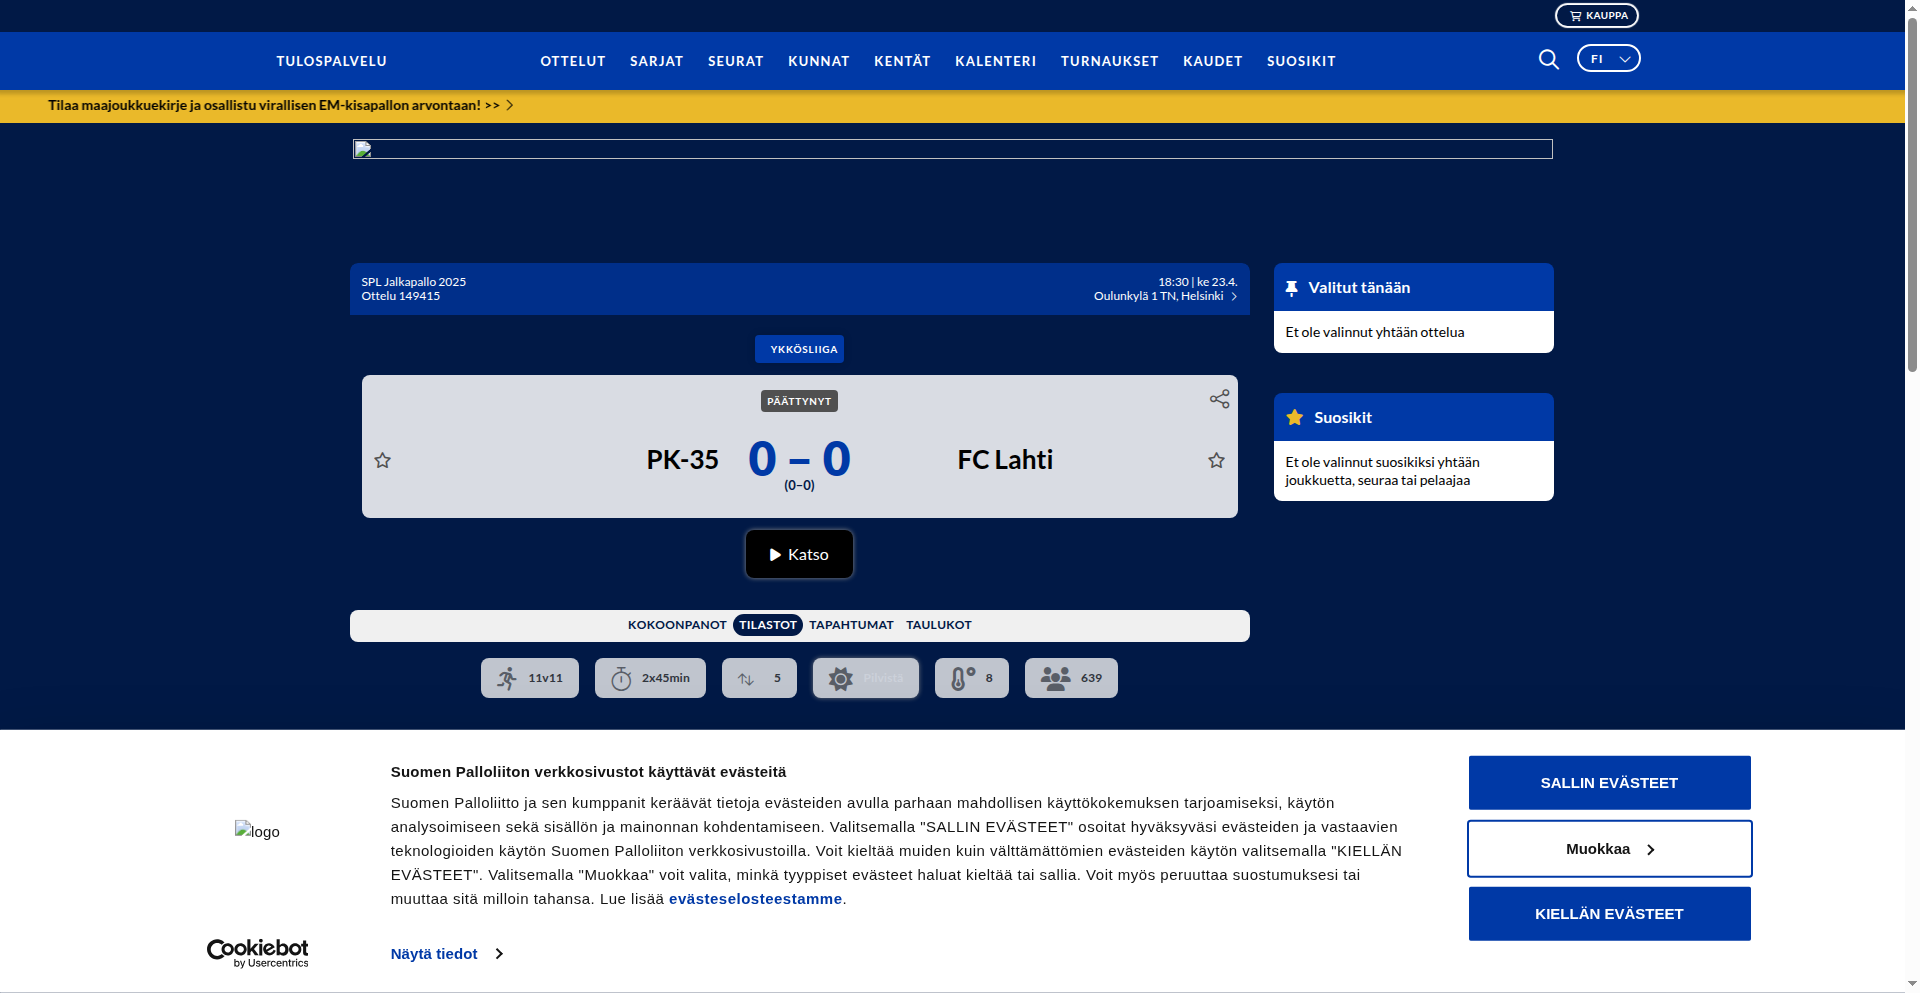 KAUPPA
TULOSPALVELU OTTELUT SARJAT SEURAT KUNNAT KENTÄT KALENTERI TURNAUKSET KAUDET SUOSIKIT FI
Tilaa maajoukkuekirje ja osallistu virallisen EM-kisapallon arvontaan! >>
SPL Jalkapallo 2025
Ottelu 149415
18:30 | ke 23.4.
Oulunkylä 1 TN, Helsinki
YKKÖSLIIGA
PÄÄTTYNYT
PK-35 0 – 0 FC Lahti
(0–0)
Katso
KOKOONPANOT TILASTOT TAPAHTUMAT TAULUKOT
11v11 2x45min 5 Pilvistä 8 639
Valitut tänään
Et ole valinnut yhtään ottelua
Suosikit
Et ole valinnut suosikiksi yhtään
joukkuetta, seuraa tai pelaajaa
logo
Cookiebot
by Usercentrics
Suomen Palloliiton verkkosivustot käyttävät evästeitä
Suomen Palloliitto ja sen kumppanit keräävät tietoja evästeiden avulla parhaan mahdollisen käyttökokemuksen tarjoamiseksi, käytön
analysoimiseen sekä sisällön ja mainonnan kohdentamiseen. Valitsemalla "SALLIN EVÄSTEET" osoitat hyväksyväsi evästeiden ja vastaavien
teknologioiden käytön Suomen Palloliiton verkkosivustoilla. Voit kieltää muiden kuin välttämättömien evästeiden käytön valitsemalla "KIELLÄN
EVÄSTEET". Valitsemalla "Muokkaa" voit valita, minkä tyyppiset evästeet haluat kieltää tai sallia. Voit myös peruuttaa suostumuksesi tai
muuttaa sitä milloin tahansa. Lue lisää evästeselosteestamme.
Näytä tiedot
SALLIN EVÄSTEET
Muokkaa
KIELLÄN EVÄSTEET